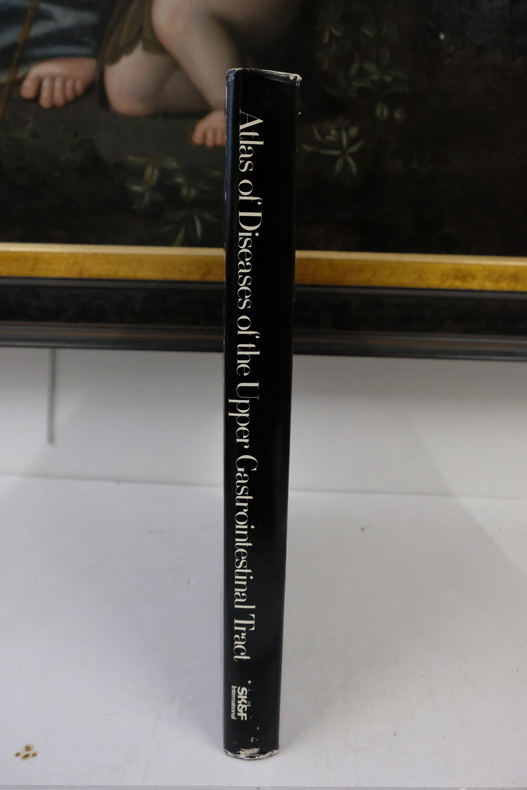 Atlas of Diseases of the Upper Gastrointestinal Tract
SK&F
International